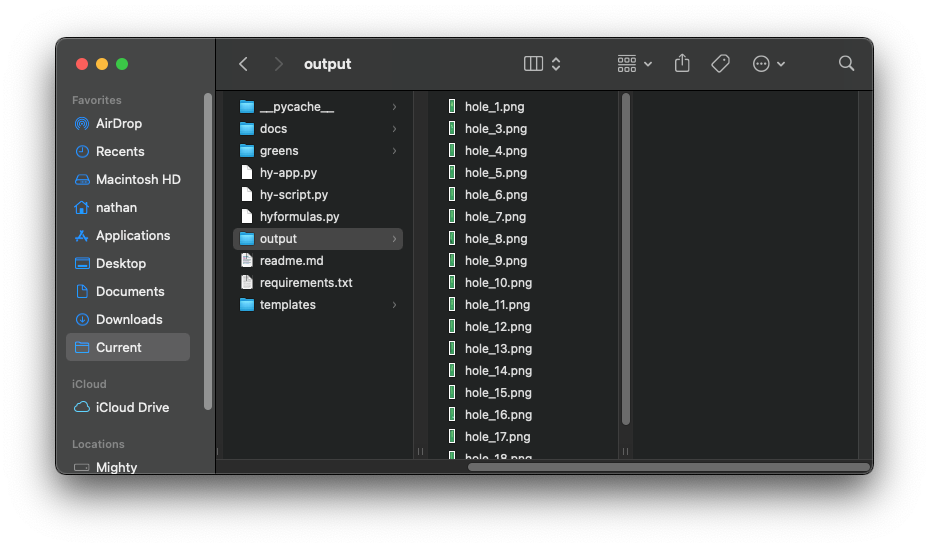 output
Favorites
AirDrop
Recents
Macintosh HD
nathan
Applications
Desktop
Documents
Downloads
Current
iCloud
iCloud Drive
Locations
Mighty
__pycache__
docs
greens
hy-app.py
hy-script.py
hyformulas.py
output
readme.md
requirements.txt
templates
hole_1.png
hole_3.png
hole_4.png
hole_5.png
hole_6.png
hole_7.png
hole_8.png
hole_9.png
hole_10.png
hole_11.png
hole_12.png
hole_13.png
hole_14.png
hole_15.png
hole_16.png
hole_17.png
hole_18.png